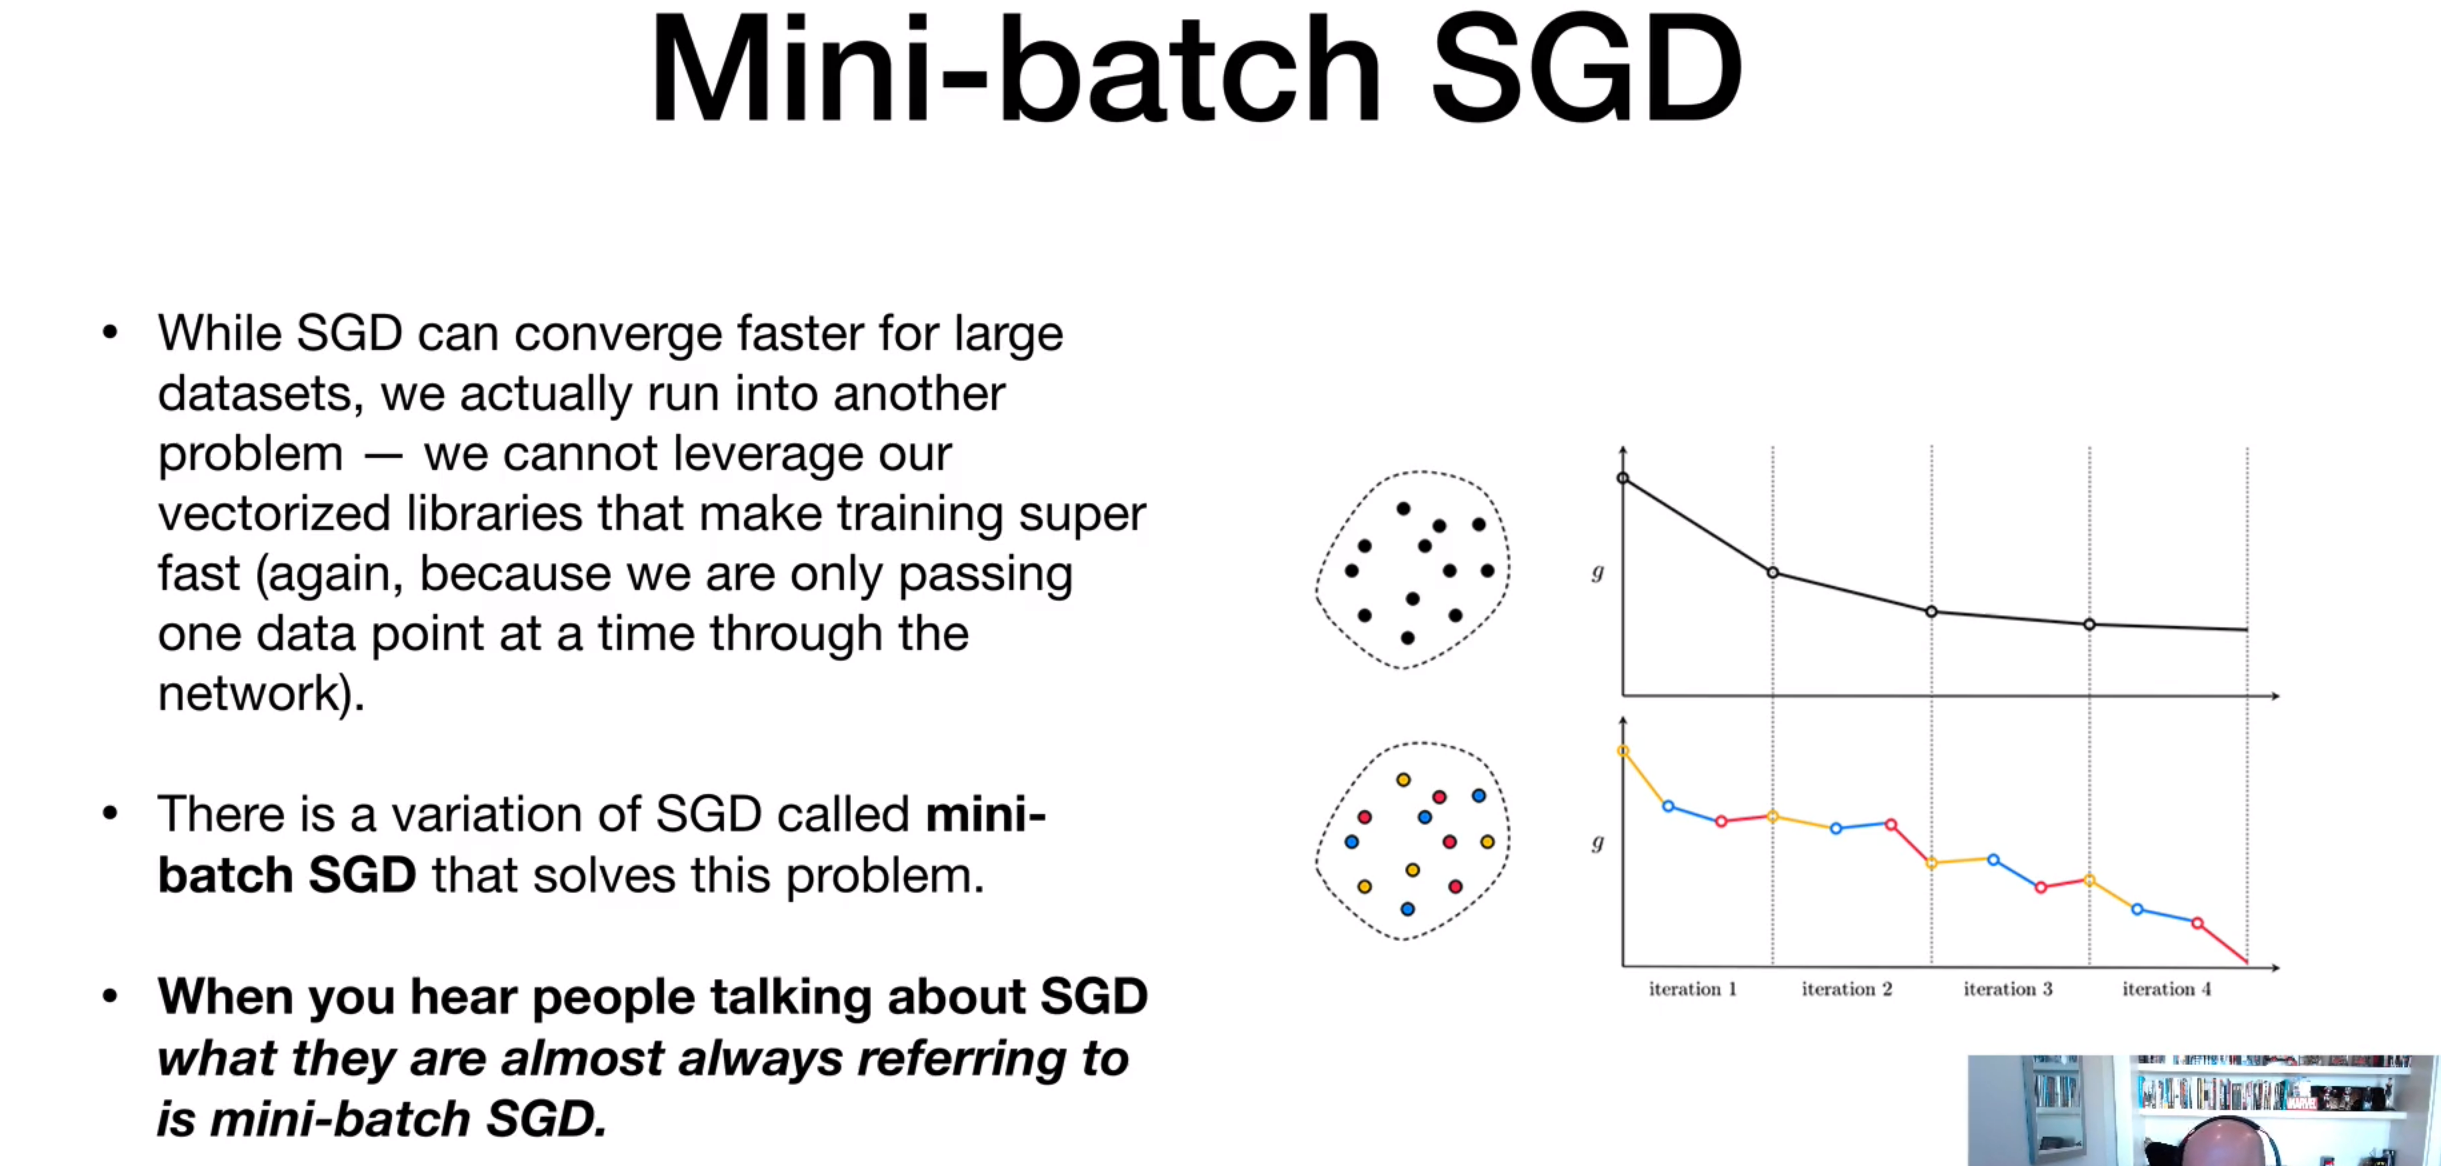 Mini-batch SGD
• While SGD can converge faster for large
datasets, we actually run into another
problem — we cannot leverage our
vectorized libraries that make training super
fast (again, because we are only passing
one data point at a time through the
network).
• There is a variation of SGD called mini-
batch SGD that solves this problem.
• When you hear people talking about SGD
what they are almost always referring to
is mini-batch SGD.
g
g
iteration 1
iteration 2
iteration 3
iteration 4
MARVEL